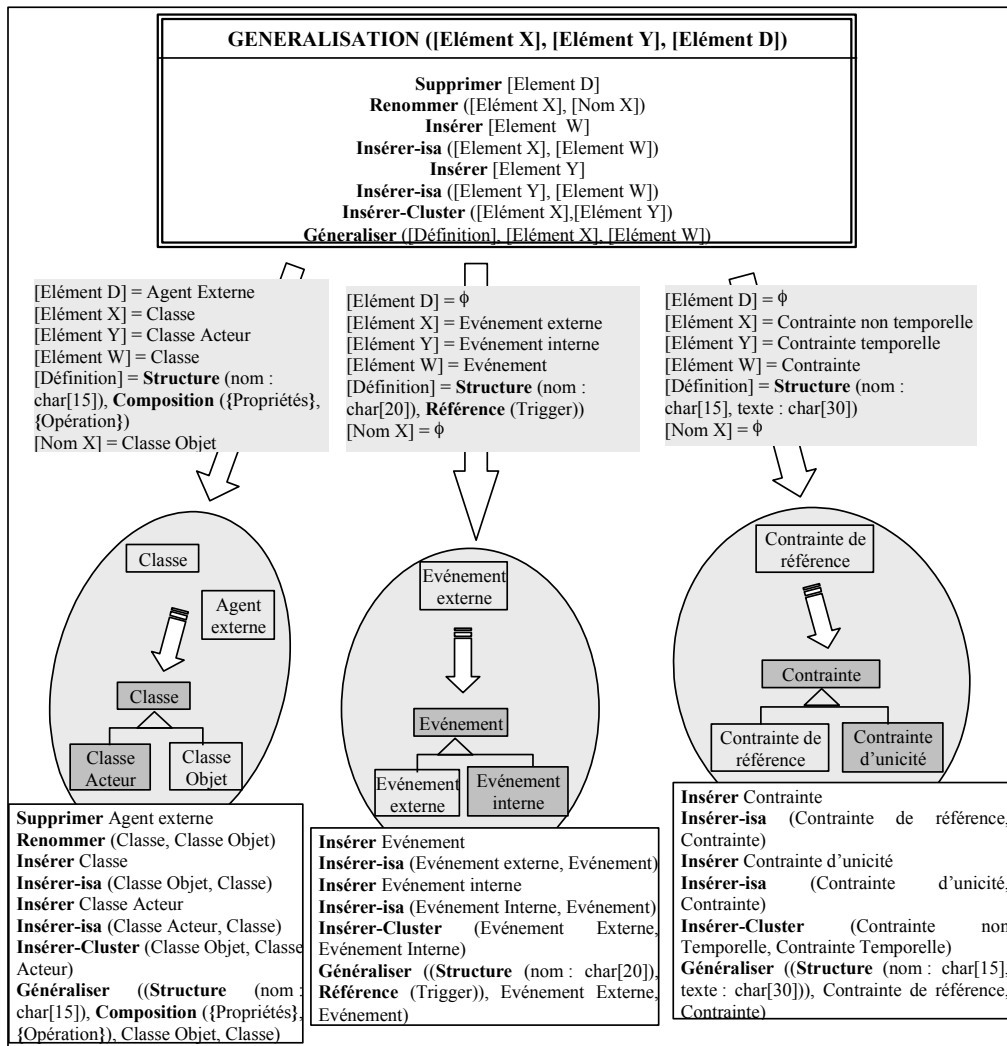 GENERALISATION ([Elément X], [Elément Y], [Elément D])
Supprimer [Element D]
Renommer ([Elément X], [Nom X])
Insérer [Element W]
Insérer-isa ([Element X], [Element W])
Insérer [Element Y]
Insérer-isa ([Element Y], [Element W])
Insérer-Cluster ([Elément X],[Elément Y])
Géneraliser ([Définition], [Elément X], [Elément W])
[Elément D] = Agent Externe
[Elément X] = Classe
[Elément Y] = Classe Acteur
[Elément W] = Classe
[Définition] = Structure (nom :
char[15]), Composition ({Propriétés},
{Opération})
[Nom X] = Classe Objet
[Elément D] = ϕ
[Elément X] = Evénement externe
[Elément Y] = Evénement interne
[Elément W] = Evénement
[Définition] = Structure (nom :
char[20]), Référence (Trigger))
[Nom X] = ϕ
[Elément D] = ϕ
[Elément X] = Contrainte non temporelle
[Elément Y] = Contrainte temporelle
[Elément W] = Contrainte
[Définition] = Structure (nom :
char[15], texte : char[30])
[Nom X] = ϕ
Classe
Agent
externe
Classe
Classe
Acteur
Classe
Objet
Evénement
externe
Evénement
Evénement
externe
Evénement
interne
Contrainte de
référence
Contrainte
Contrainte de
référence
Contrainte
d'unicité
Supprimer Agent externe
Renommer (Classe, Classe Objet)
Insérer Classe
Insérer-isa (Classe Objet, Classe)
Insérer Classe Acteur
Insérer-isa (Classe Acteur, Classe)
Insérer-Cluster (Classe Objet, Classe
Acteur)
Généraliser ((Structure (nom :
char[15]), Composition ({Propriétés},
{Opération}), Classe Objet, Classe)
Insérer Evénement
Insérer-isa (Evénement externe, Evénement)
Insérer Evénement interne
Insérer-isa (Evénement Interne, Evénement)
Insérer-Cluster (Evénement Externe,
Evénement Interne)
Généraliser ((Structure (nom : char[20]),
Référence (Trigger)), Evénement Externe,
Evénement)
Insérer Contrainte
Insérer-isa (Contrainte de référence,
Contrainte)
Insérer Contrainte d'unicité
Insérer-isa (Contrainte d'unicité,
Contrainte)
Insérer-Cluster (Contrainte non
Temporelle, Contrainte Temporelle)
Généraliser ((Structure (nom : char[15],
texte : char[30])), Contrainte de référence,
Contrainte)